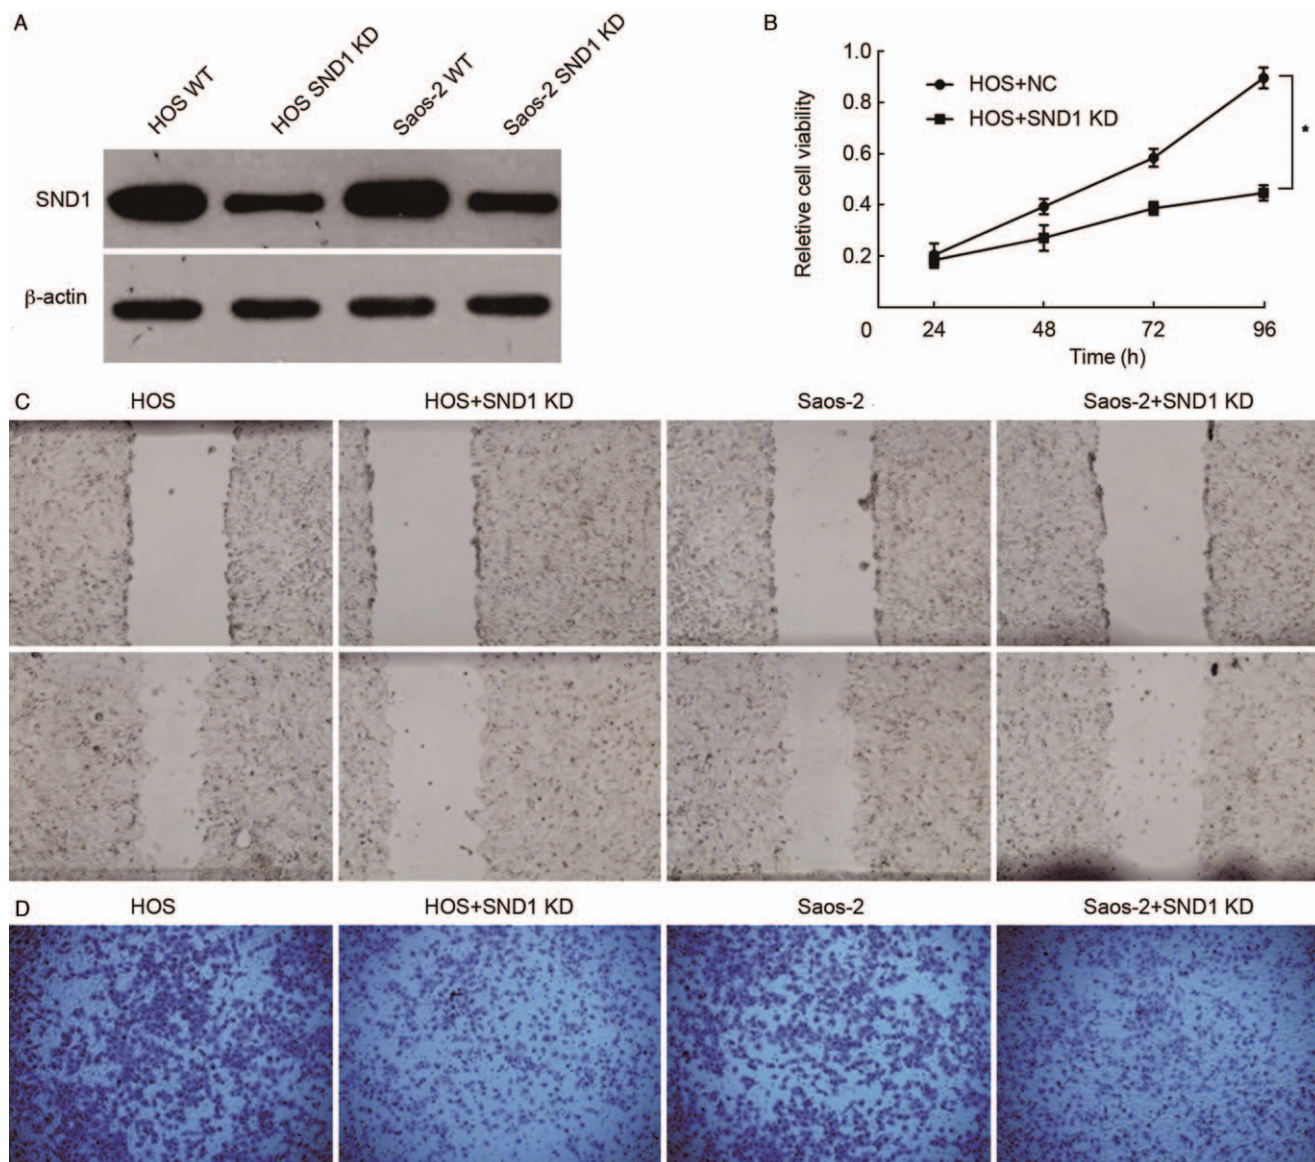 A
HOS WT
HOS SND1 KD
Saos-2 WT
Saos-2 SND1 KD
SND1
β-actin
B
Reletive cell viability
1.0
0.8
0.6
0.4
0.2
0
24
48
72
96
Time (h)
HOS+NC
HOS+SND1 KD
*
C
HOS
HOS+SND1 KD
Saos-2
Saos-2+SND1 KD
D
HOS
HOS+SND1 KD
Saos-2
Saos-2+SND1 KD